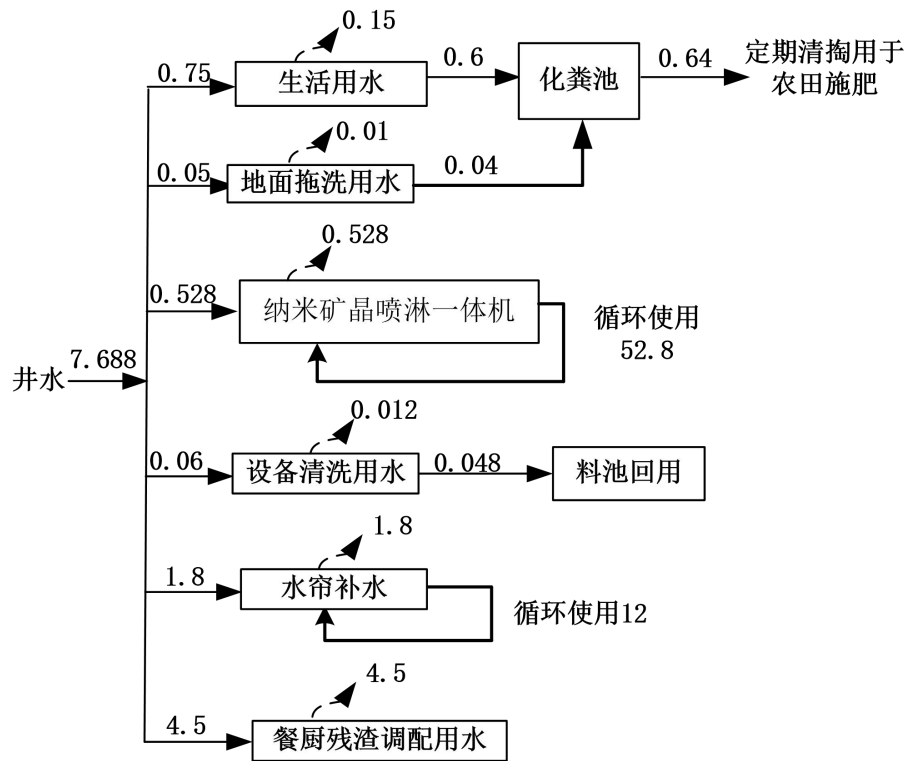 0.15
0.75
生活用水
0.6
化粪池
0.64
定期清掏用于
农田施肥
0.01
0.05
地面拖洗用水
0.04
0.528
0.528
纳米矿晶喷淋一体机
循环使用
52.8
井水
7.688
0.012
0.06
设备清洗用水
0.048
料池回用
1.8
1.8
水帘补水
循环使用12
4.5
4.5
餐厨残渣调配用水